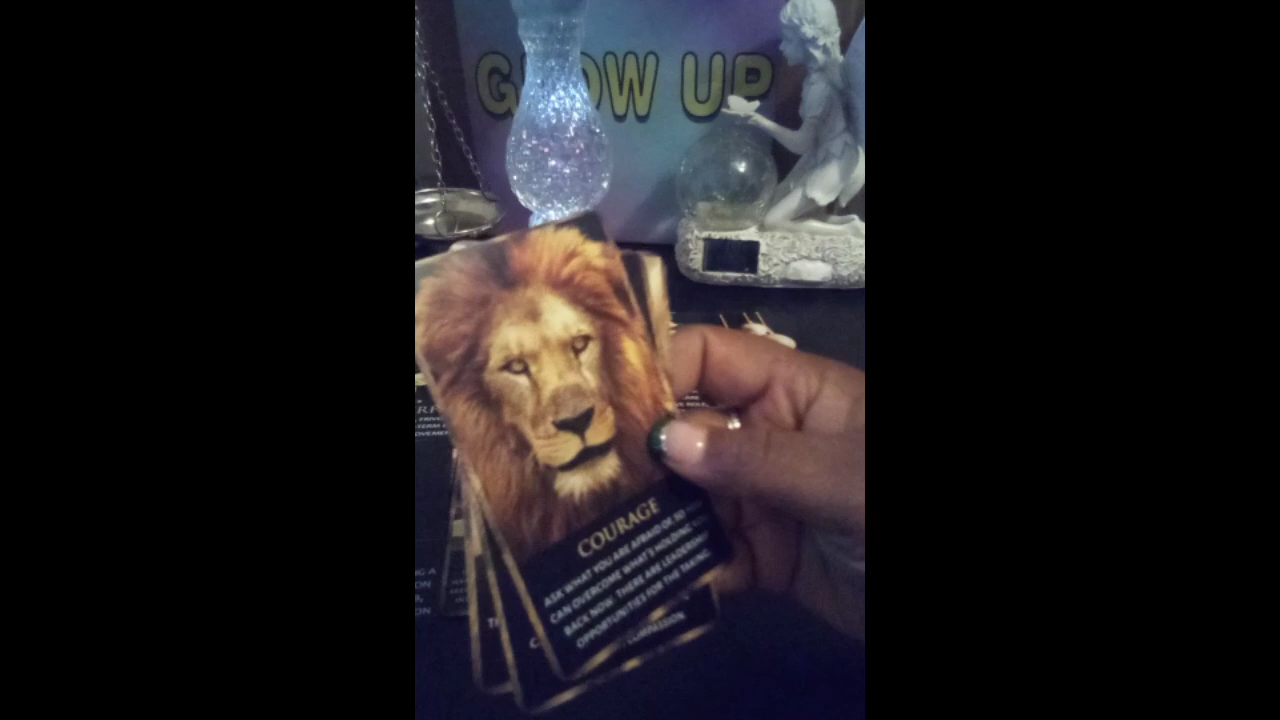 GLOW UP
COURAGE
ASK WHAT YOU ARE AFRAID OF, SO YOU
CAN OVERCOME WHAT'S HOLDING YOU
BACK NOW. THERE ARE LEADERSHIP
OPPORTUNITIES FOR THE TAKING.
COMPASSION